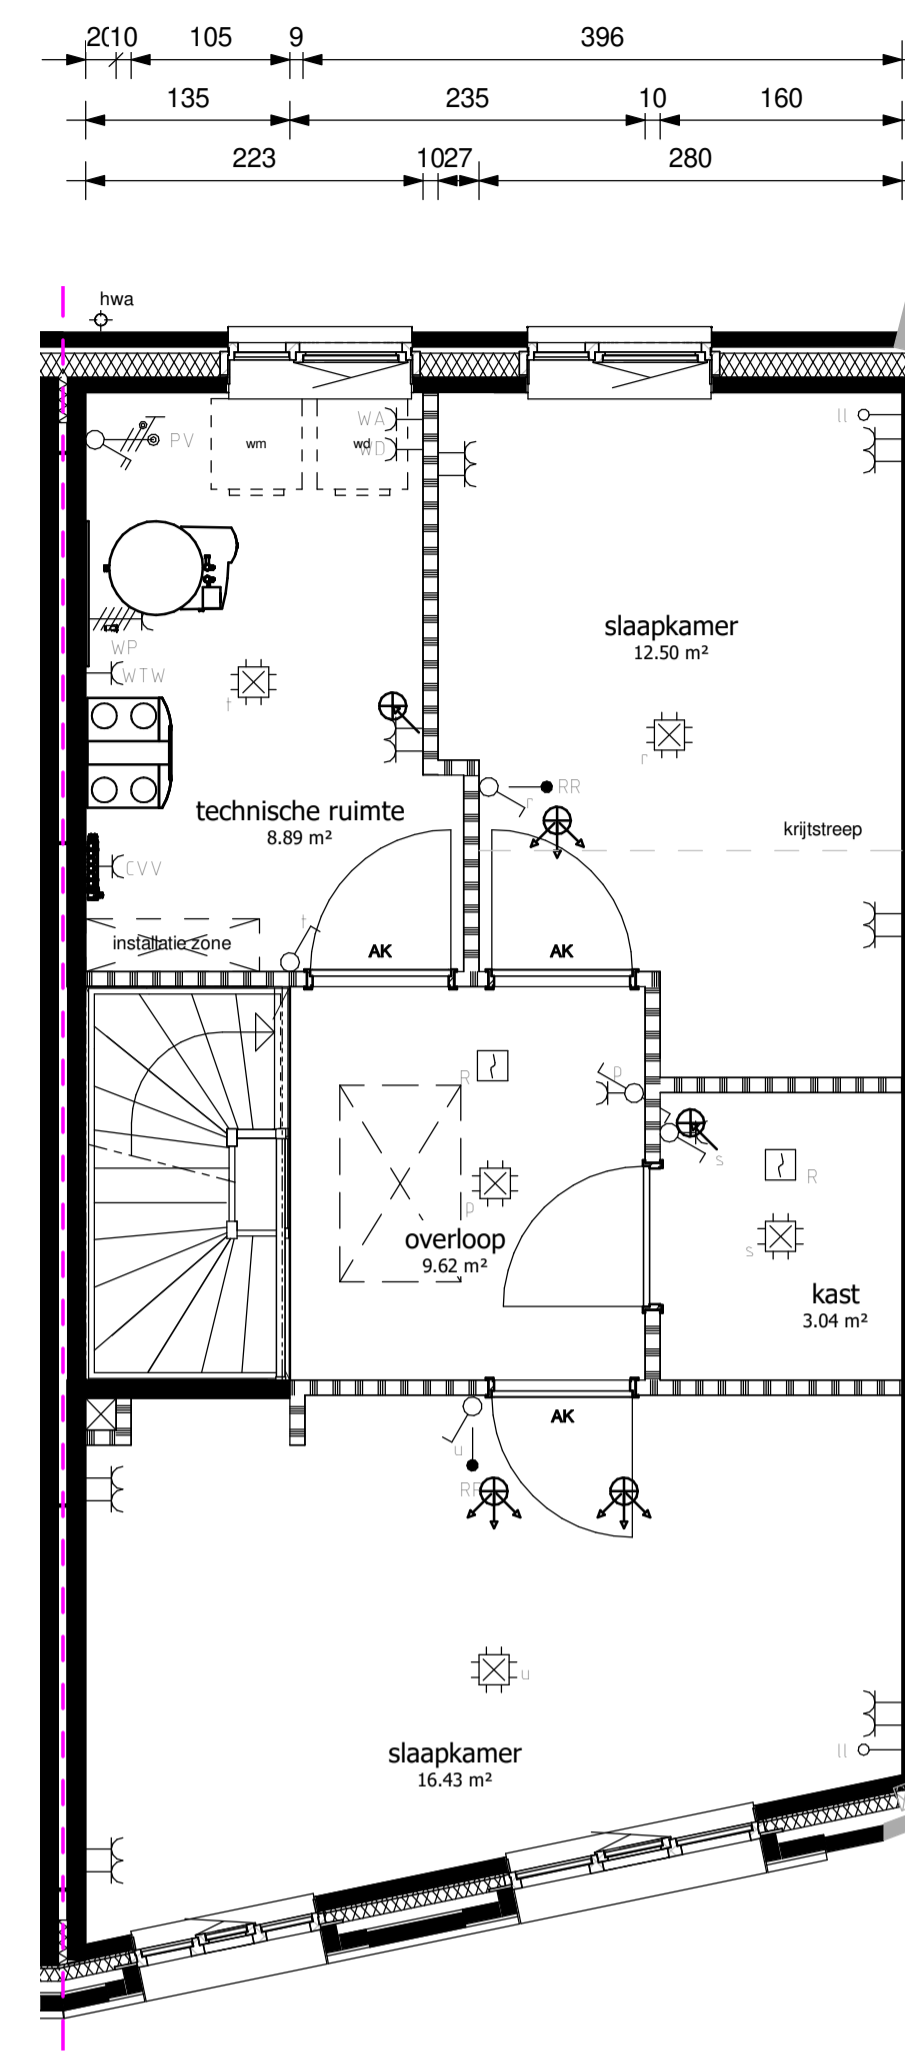 20 10 105 9 396
135 235 10 160
223 10 27 280
hwa
wm
wd
WA
WD
PV
ll
WP
WTW
t
slaapkamer
12.50 m²
r
technische ruimte
8.89 m²
RR
r
krijtstreep
CVV
t
installatie zone
AK
AK
R
p
s
R
p
s
overloop
9.62 m²
kast
3.04 m²
AK
u
u
slaapkamer
16.43 m²
ll